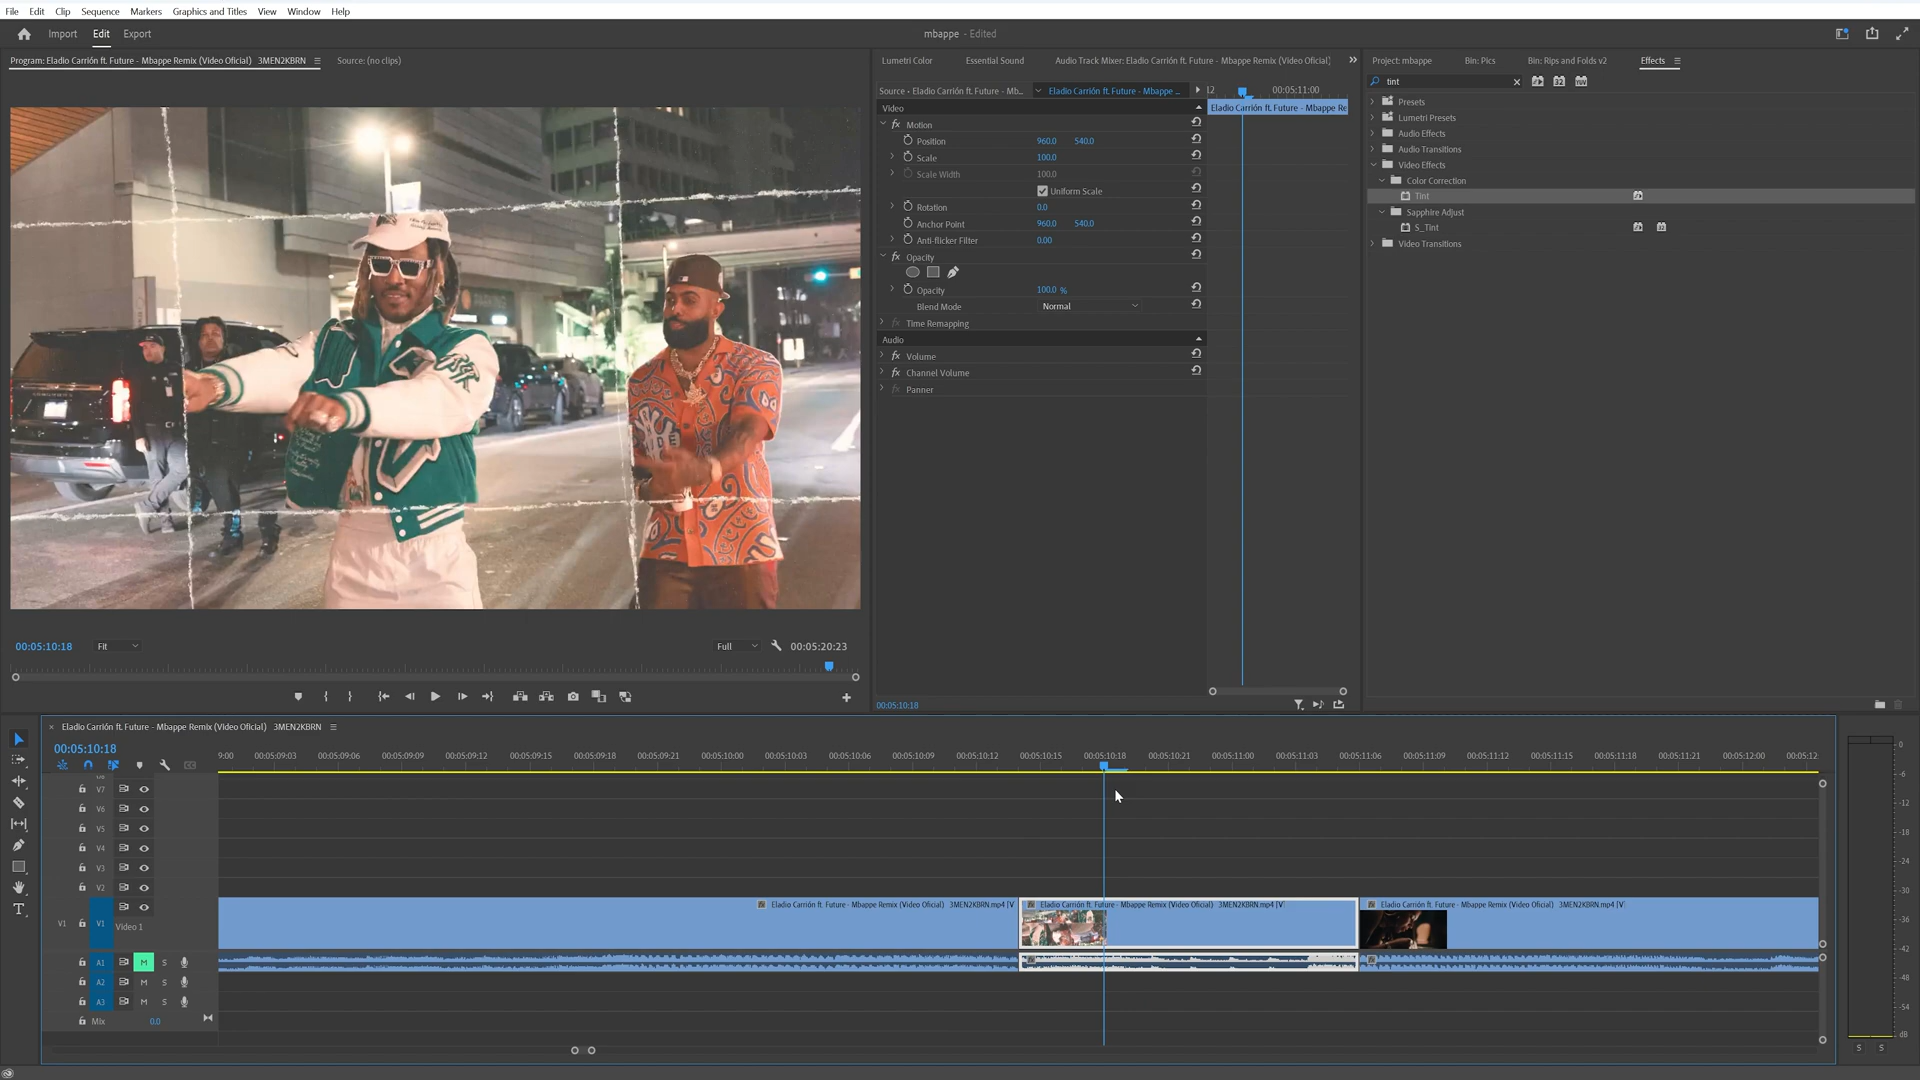 File Edit Clip Sequence Markers Graphics and Titles View Window Help
Import Edit Export mbappe - Edited
Program: Eladio Carrión ft. Future - Mbappe Remix (Video Oficial) 3MEN2KBRN Source: (no clips)
Lumetri Color Essential Sound Audio Track Mixer: Eladio Carrión ft. Future - Mbappe Remix (Video Oficial)
Project: mbappe Bin: Pics Bin: Rips and Folds v2 Effects
Source • Eladio Carrión ft. Future - Mb... Eladio Carrión ft. Future - Mbappe ... 12 00:05:11:00
Video Eladio Carrión ft. Future - Mbappe Re
Motion
Position 960.0 540.0
Scale 100.0
Scale Width 100.0
Uniform Scale
Rotation 0.0
Anchor Point 960.0 540.0
Anti-flicker Filter 0.00
Opacity
Opacity 100.0 %
Blend Mode Normal
Time Remapping
Audio
Volume
Channel Volume
Panner
00:05:10:18
tint
Presets
Lumetri Presets
Audio Effects
Audio Transitions
Video Effects
Color Correction
Tint
Sapphire Adjust
S_Tint
Video Transitions
00:05:10:18 Fit Full 00:05:20:23
Eladio Carrión ft. Future - Mbappe Remix (Video Oficial) 3MEN2KBRN
00:05:10:18
9:00 00:05:09:03 00:05:09:06 00:05:09:09 00:05:09:12 00:05:09:15 00:05:09:18 00:05:09:21 00:05:10:00 00:05:10:03 00:05:10:06 00:05:10:09 00:05:10:12 00:05:10:15 00:05:10:18 00:05:10:21 00:05:11:00 00:05:11:03 00:05:11:06 00:05:11:09 00:05:11:12 00:05:11:15 00:05:11:18 00:05:11:21 00:05:12:00 00:05:12:
V7
V6
V5
V4
V3
V2
V1 V1 Video 1
Eladio Carrión ft. Future - Mbappe Remix (Video Oficial) 3MEN2KBRN.mp4 [V
Eladio Carrión ft. Future - Mbappe Remix (Video Oficial) 3MEN2KBRN.mp4 [V]
Eladio Carrión ft. Future - Mbappe Remix (Video Oficial) 3MEN2KBRN.mp4 [V]
A1 M S
A2 M S
A3 M S
Mix 0.0
0
-6
-12
-18
-24
-30
-36
-42
-48
-54
dB
S S